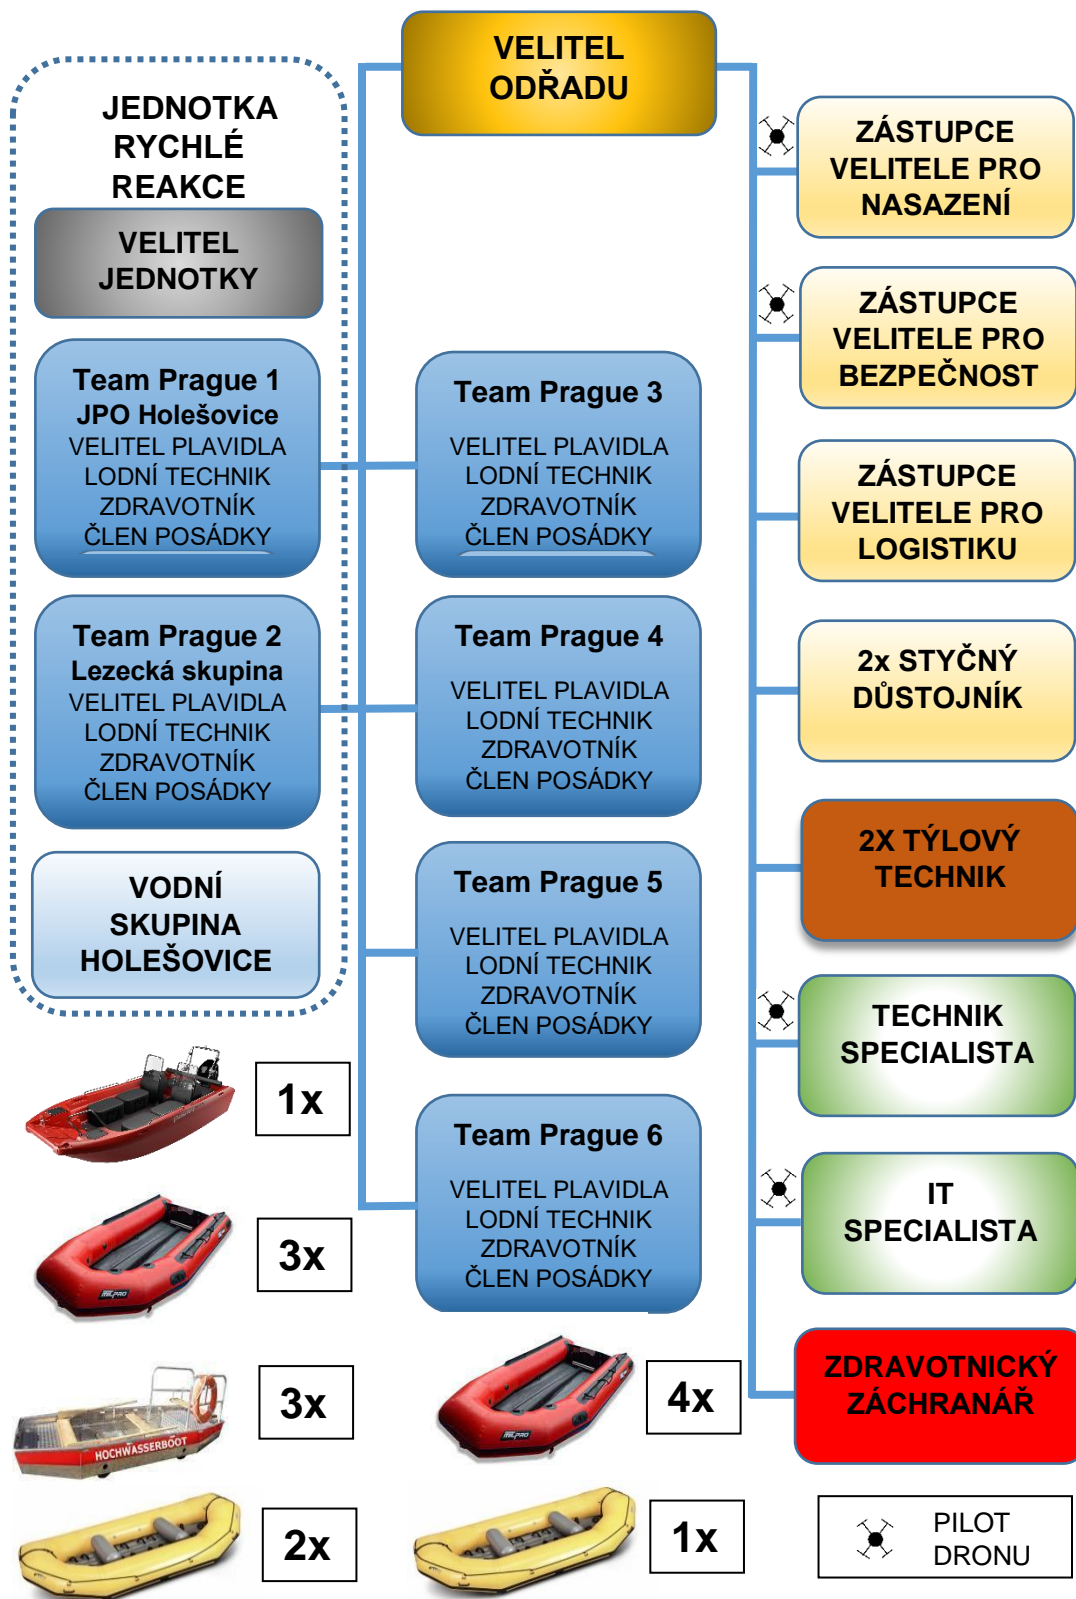 VELITEL
ODŘADU
JEDNOTKA
RYCHLÉ
REAKCE
VELITEL
JEDNOTKY
Team Prague 1
JPO Holešovice
VELITEL PLAVIDLA
LODNÍ TECHNIK
ZDRAVOTNÍK
ČLEN POSÁDKY
Team Prague 2
Lezecká skupina
VELITEL PLAVIDLA
LODNÍ TECHNIK
ZDRAVOTNÍK
ČLEN POSÁDKY
VODNÍ
SKUPINA
HOLEŠOVICE
1x
3x
MILPRO
3x
HOCHWASSERBOOT
2x
Team Prague 3
VELITEL PLAVIDLA
LODNÍ TECHNIK
ZDRAVOTNÍK
ČLEN POSÁDKY
Team Prague 4
VELITEL PLAVIDLA
LODNÍ TECHNIK
ZDRAVOTNÍK
ČLEN POSÁDKY
Team Prague 5
VELITEL PLAVIDLA
LODNÍ TECHNIK
ZDRAVOTNÍK
ČLEN POSÁDKY
Team Prague 6
VELITEL PLAVIDLA
LODNÍ TECHNIK
ZDRAVOTNÍK
ČLEN POSÁDKY
MILPRO
4x
1x
ZÁSTUPCE
VELITELE PRO
NASAZENÍ
ZÁSTUPCE
VELITELE PRO
BEZPEČNOST
ZÁSTUPCE
VELITELE PRO
LOGISTIKU
2x STYČNÝ
DŮSTOJNÍK
2X TÝLOVÝ
TECHNIK
TECHNIK
SPECIALISTA
IT
SPECIALISTA
ZDRAVOTNICKÝ
ZÁCHRANÁŘ
PILOT
DRONU